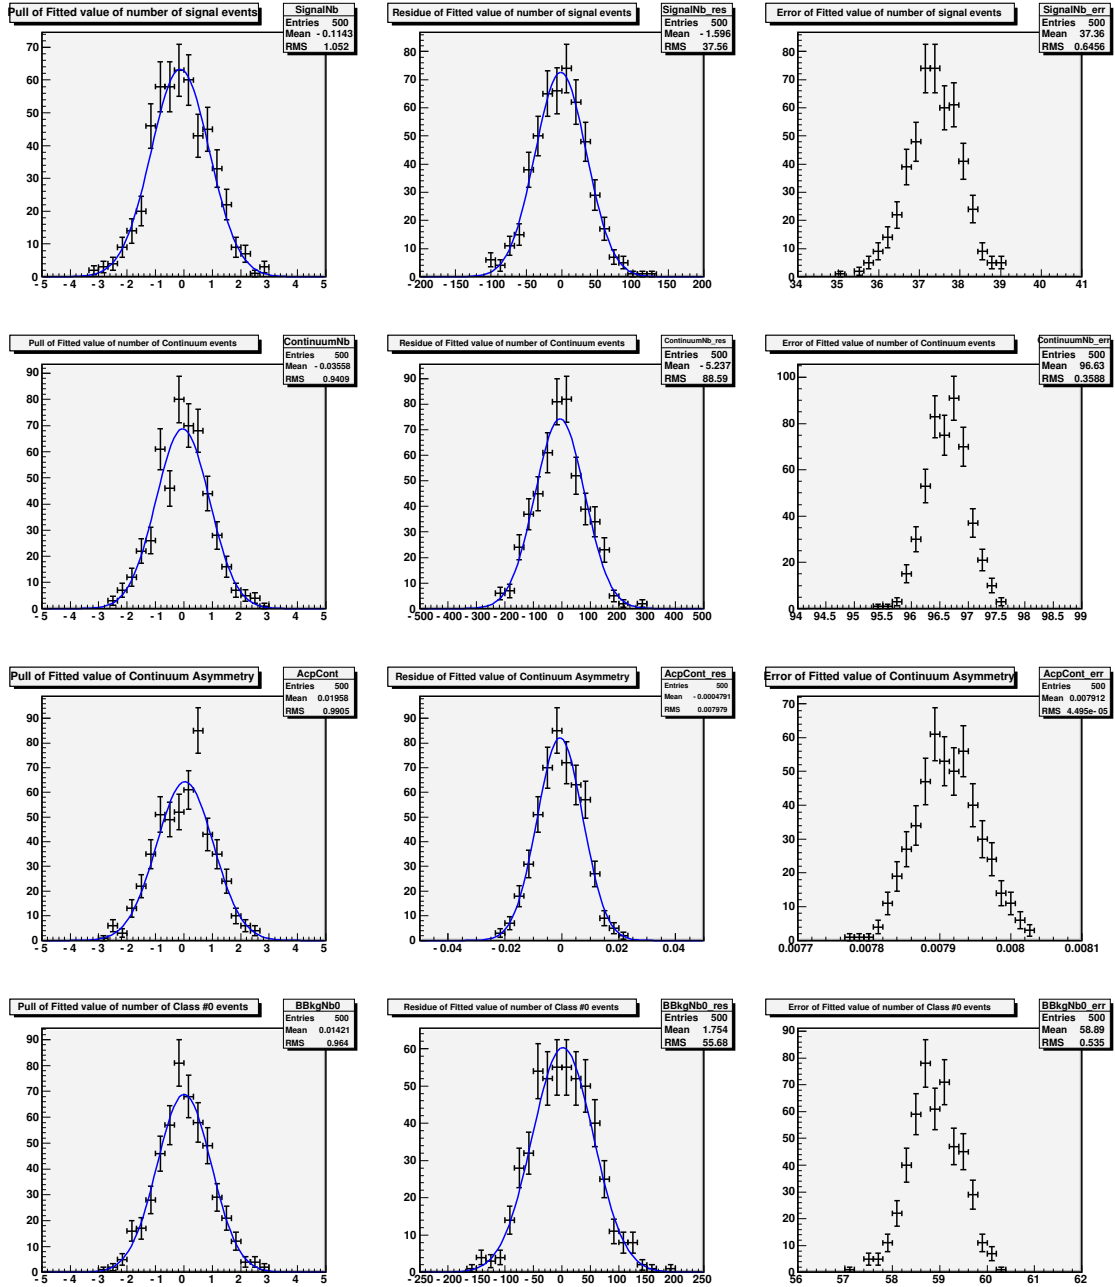 Pull of Fitted value of number of signal events
SignalNb
Entries 500
Mean - 0.1143
RMS 1.052
70
60
50
40
30
20
10
0
- 5 - 4 - 3 - 2 - 1 0 1 2 3 4 5
Residue of Fitted value of number of signal events
SignalNb_res
Entries 500
Mean - 1.596
RMS 37.56
80
70
60
50
40
30
20
10
0
- 200 - 150 - 100 - 50 0 50 100 150 200
Error of Fitted value of number of signal events
SignalNb_err
Entries 500
Mean 37.36
RMS 0.6456
80
70
60
50
40
30
20
10
0
34 35 36 37 38 39 40 41
Pull of Fitted value of number of Continuum events
ContinuumNb
Entries 500
Mean - 0.03558
RMS 0.9409
90
80
70
60
50
40
30
20
10
0
- 5 - 4 - 3 - 2 - 1 0 1 2 3 4 5
Residue of Fitted value of number of Continuum events
ContinuumNb_res
Entries 500
Mean - 5.237
RMS 88.59
90
80
70
60
50
40
30
20
10
0
- 500 - 400 - 300 - 200 - 100 0 100 200 300 400 500
Error of Fitted value of number of Continuum events
ContinuumNb_err
Entries 500
Mean 96.63
RMS 0.3588
100
80
60
40
20
0
94 94.5 95 95.5 96 96.5 97 97.5 98 98.5 99
Pull of Fitted value of Continuum Asymmetry
AcpCont
Entries 500
Mean 0.01958
RMS 0.9905
90
80
70
60
50
40
30
20
10
0
- 5 - 4 - 3 - 2 - 1 0 1 2 3 4 5
Residue of Fitted value of Continuum Asymmetry
AcpCont_res
Entries 500
Mean - 0.0004791
RMS 0.007979
90
80
70
60
50
40
30
20
10
0
- 0.04 - 0.02 0 0.02 0.04
Error of Fitted value of Continuum Asymmetry
AcpCont_err
Entries 500
Mean 0.007912
RMS 4.495e- 05
70
60
50
40
30
20
10
0
0.0077 0.0078 0.0079 0.008 0.0081
Pull of Fitted value of number of Class #0 events
BBkgNb0
Entries 500
Mean 0.01421
RMS 0.964
90
80
70
60
50
40
30
20
10
0
- 5 - 4 - 3 - 2 - 1 0 1 2 3 4 5
Residue of Fitted value of number of Class #0 events
BBkgNb0_res
Entries 500
Mean 1.754
RMS 55.68
60
50
40
30
20
10
0
- 250 - 200 - 150 - 100 - 50 0 50 100 150 200 250
Error of Fitted value of number of Class #0 events
BBkgNb0_err
Entries 500
Mean 58.89
RMS 0.535
90
80
70
60
50
40
30
20
10
0
56 57 58 59 60 61 62